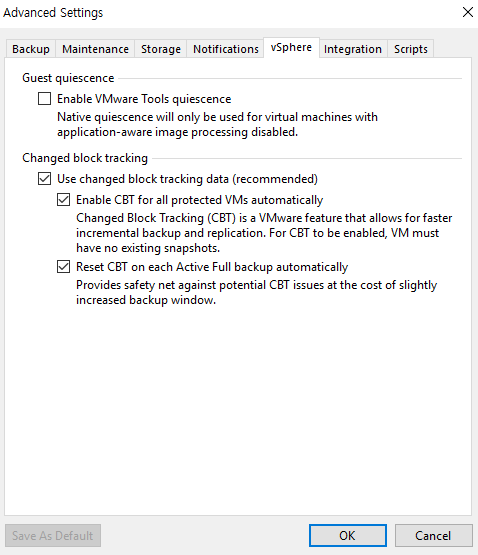 Advanced Settings
Backup Maintenance Storage Notifications vSphere Integration Scripts
Guest quiescence
Enable VMware Tools quiescence
Native quiescence will only be used for virtual machines with
application-aware image processing disabled.
Changed block tracking
Use changed block tracking data (recommended)
Enable CBT for all protected VMs automatically
Changed Block Tracking (CBT) is a VMware feature that allows for faster
incremental backup and replication. For CBT to be enabled, VM must
have no existing snapshots.
Reset CBT on each Active Full backup automatically
Provides safety net against potential CBT issues at the cost of slightly
increased backup window.
Save As Default OK Cancel